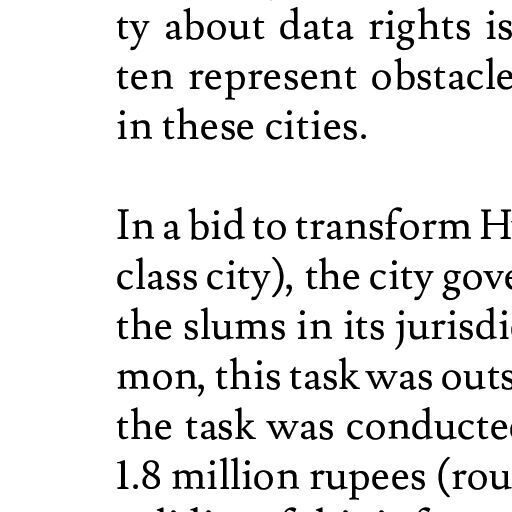 ty about data rights is
ten represent obstacle
in these cities.
In a bid to transform H
class city), the city gove
the slums in its jurisdi
mon, this task was outs
the task was conducte
1.8 million rupees (rou